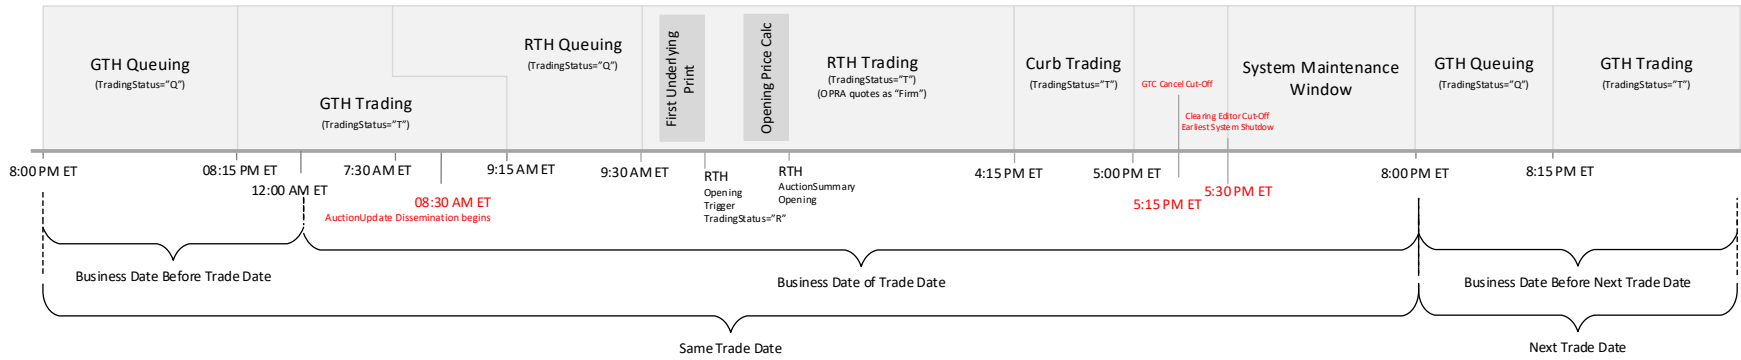 GTH Queuing
(TradingStatus="Q")
GTH Trading
(TradingStatus="T")
RTH Queuing
(TradingStatus="Q")
First Underlying
Print
Opening Price Calc
RTH Trading
(TradingStatus="T")
(OPRA quotes as "Firm")
Curb Trading
(TradingStatus="T")
GTC Cancel Cut-Off
Clearing Editor Cut-Off
Earliest System Shutdow
System Maintenance
Window
GTH Queuing
(TradingStatus="Q")
GTH Trading
(TradingStatus="T")
8:00 PM ET
08:15 PM ET
12:00 AM ET
7:30 AM ET
08:30 AM ET
AuctionUpdate Dissemination begins
9:15 AM ET
9:30 AM ET
RTH
Opening
Trigger
TradingStatus="R"
RTH
AuctionSummary
Opening
4:15 PM ET
5:00 PM ET
5:15 PM ET
5:30 PM ET
8:00 PM ET
8:15 PM ET
Business Date Before Trade Date
Business Date of Trade Date
Business Date Before Next Trade Date
Same Trade Date
Next Trade Date